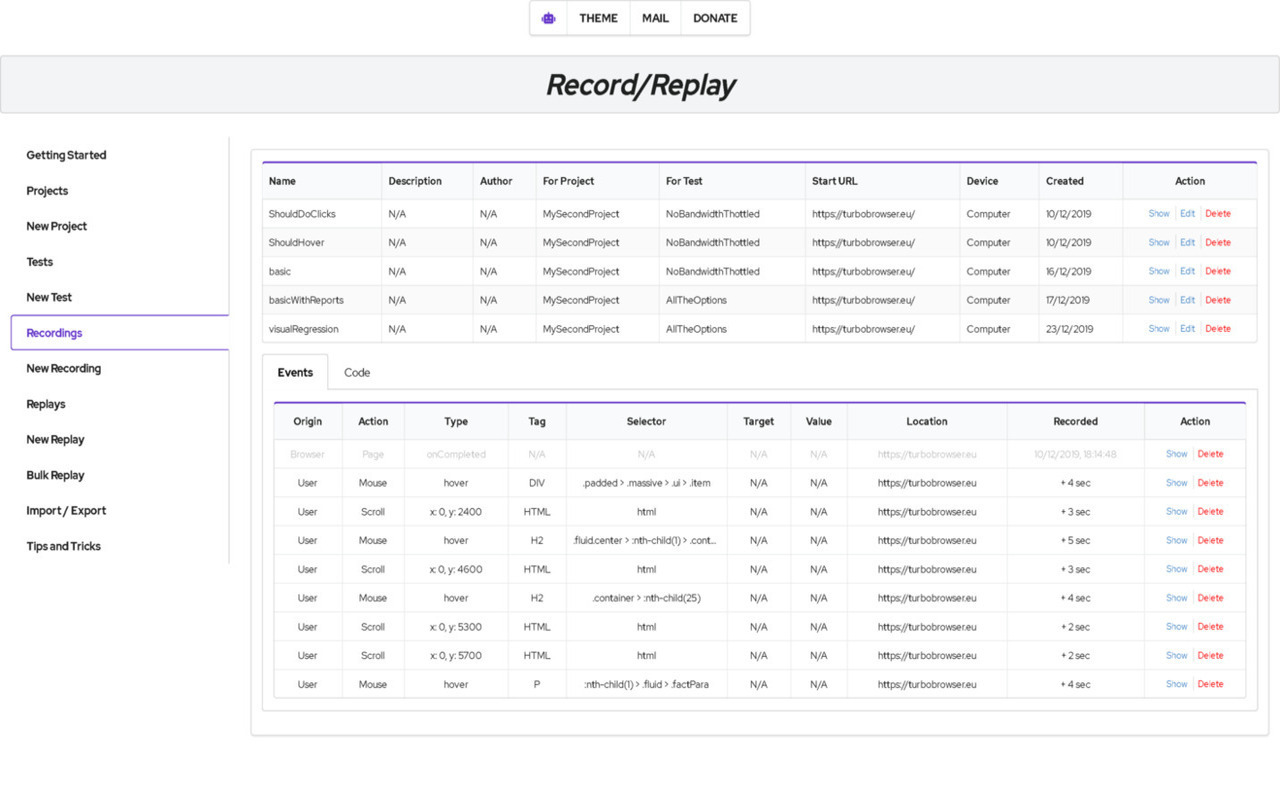 THEME MAIL DONATE
Record/Replay
Getting Started
Projects
New Project
Tests
New Test
Recordings
New Recording
Replays
New Replay
Bulk Replay
Import / Export
Tips and Tricks
Name Description Author For Project For Test Start URL Device Created Action
ShouldDoClicks N/A N/A MySecondProject NoBandwidthThottled https://turbobrowser.eu/ Computer 10/12/2019 Show Edit Delete
ShouldHover N/A N/A MySecondProject NoBandwidthThottled https://turbobrowser.eu/ Computer 10/12/2019 Show Edit Delete
basic N/A N/A MySecondProject NoBandwidthThottled https://turbobrowser.eu/ Computer 16/12/2019 Show Edit Delete
basicWithReports N/A N/A MySecondProject AllTheOptions https://turbobrowser.eu/ Computer 17/12/2019 Show Edit Delete
visualRegression N/A N/A MySecondProject AllTheOptions https://turbobrowser.eu/ Computer 23/12/2019 Show Edit Delete
Events Code
Origin Action Type Tag Selector Target Value Location Recorded Action
Browser Page onCompleted N/A N/A N/A N/A https://turbobrowser.eu 10/12/2019, 18:14:48 Show Delete
User Mouse hover DIV .padded > .massive > .ui > .item N/A N/A https://turbobrowser.eu + 4 sec Show Delete
User Scroll x: 0, y: 2400 HTML html N/A N/A https://turbobrowser.eu + 3 sec Show Delete
User Mouse hover H2 .fluid.center > :nth-child(1) > .cont... N/A N/A https://turbobrowser.eu + 5 sec Show Delete
User Scroll x: 0, y: 4600 HTML html N/A N/A https://turbobrowser.eu + 3 sec Show Delete
User Mouse hover H2 .container > :nth-child(25) N/A N/A https://turbobrowser.eu + 4 sec Show Delete
User Scroll x: 0, y: 5300 HTML html N/A N/A https://turbobrowser.eu + 2 sec Show Delete
User Scroll x: 0, y: 5700 HTML html N/A N/A https://turbobrowser.eu + 2 sec Show Delete
User Mouse hover P :nth-child(1) > .fluid > .factPara N/A N/A https://turbobrowser.eu + 4 sec Show Delete